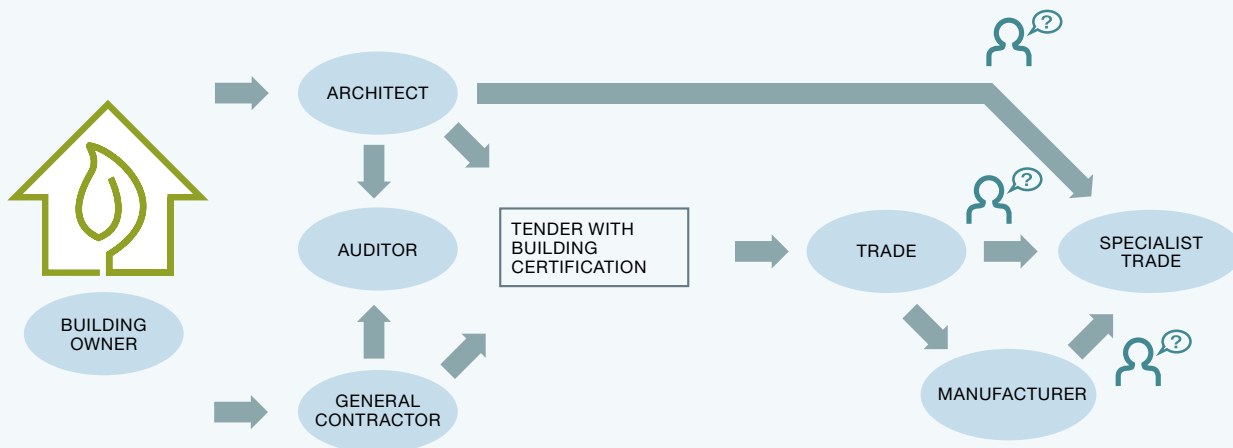 ?
ARCHITECT
?
TENDER WITH
BUILDING
CERTIFICATION
AUDITOR
TRADE
SPECIALIST
TRADE
BUILDING
OWNER
?
GENERAL
CONTRACTOR
MANUFACTURER